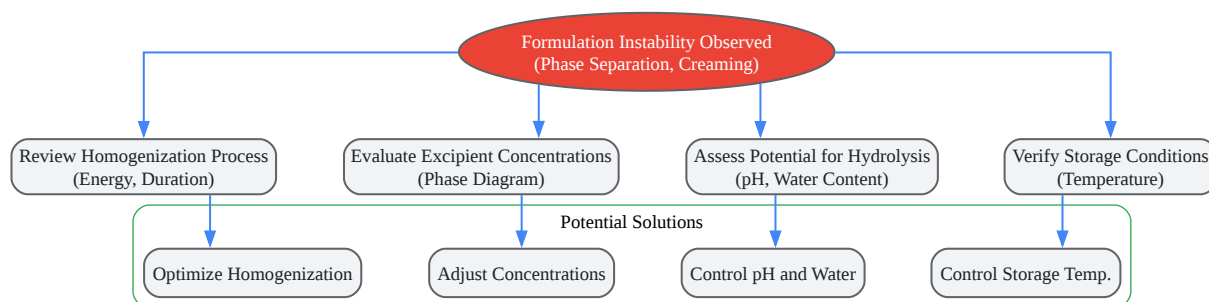 Formulation Instability Observed
(Phase Separation, Creaming)
Review Homogenization Process
(Energy, Duration)
Evaluate Excipient Concentrations
(Phase Diagram)
Assess Potential for Hydrolysis
(pH, Water Content)
Verify Storage Conditions
(Temperature)
Potential Solutions
Optimize Homogenization
Adjust Concentrations
Control pH and Water
Control Storage Temp.